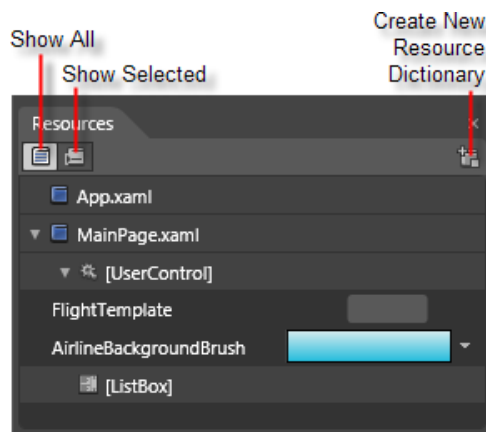 Show All
Show Selected
Create New
Resource
Dictionary
Resources
App.xaml
MainPage.xaml
[UserControl]
FlightTemplate
AirlineBackgroundBrush
[ListBox]